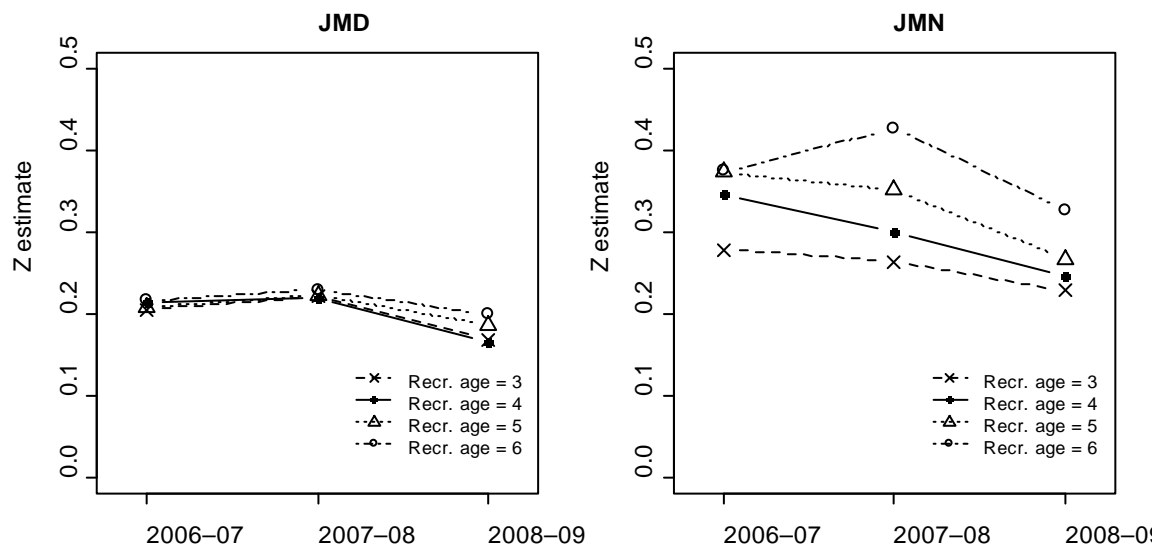 JMD
Z estimate
0.5
0.4
0.3
0.2
0.1
0.0
Recr. age = 3
Recr. age = 4
Recr. age = 5
Recr. age = 6
2006–07 2007–08 2008–09
JMN
Z estimate
0.5
0.4
0.3
0.2
0.1
0.0
Recr. age = 3
Recr. age = 4
Recr. age = 5
Recr. age = 6
2006–07 2007–08 2008–09